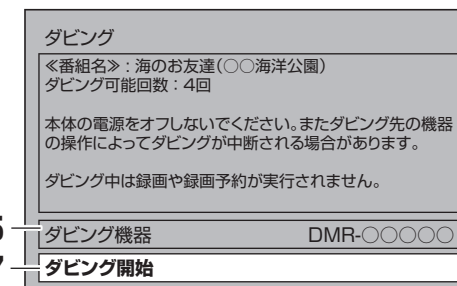 ダビング
≪番組名≫：海のお友達(○○海洋公園)
ダビング可能回数：4回
本体の電源をオフしないでください。またダビング先の機器
の操作によってダビングが中断される場合があります。
ダビング中は録画や録画予約が実行されません。
ダビング機器 DMR-○○○○○
ダビング開始